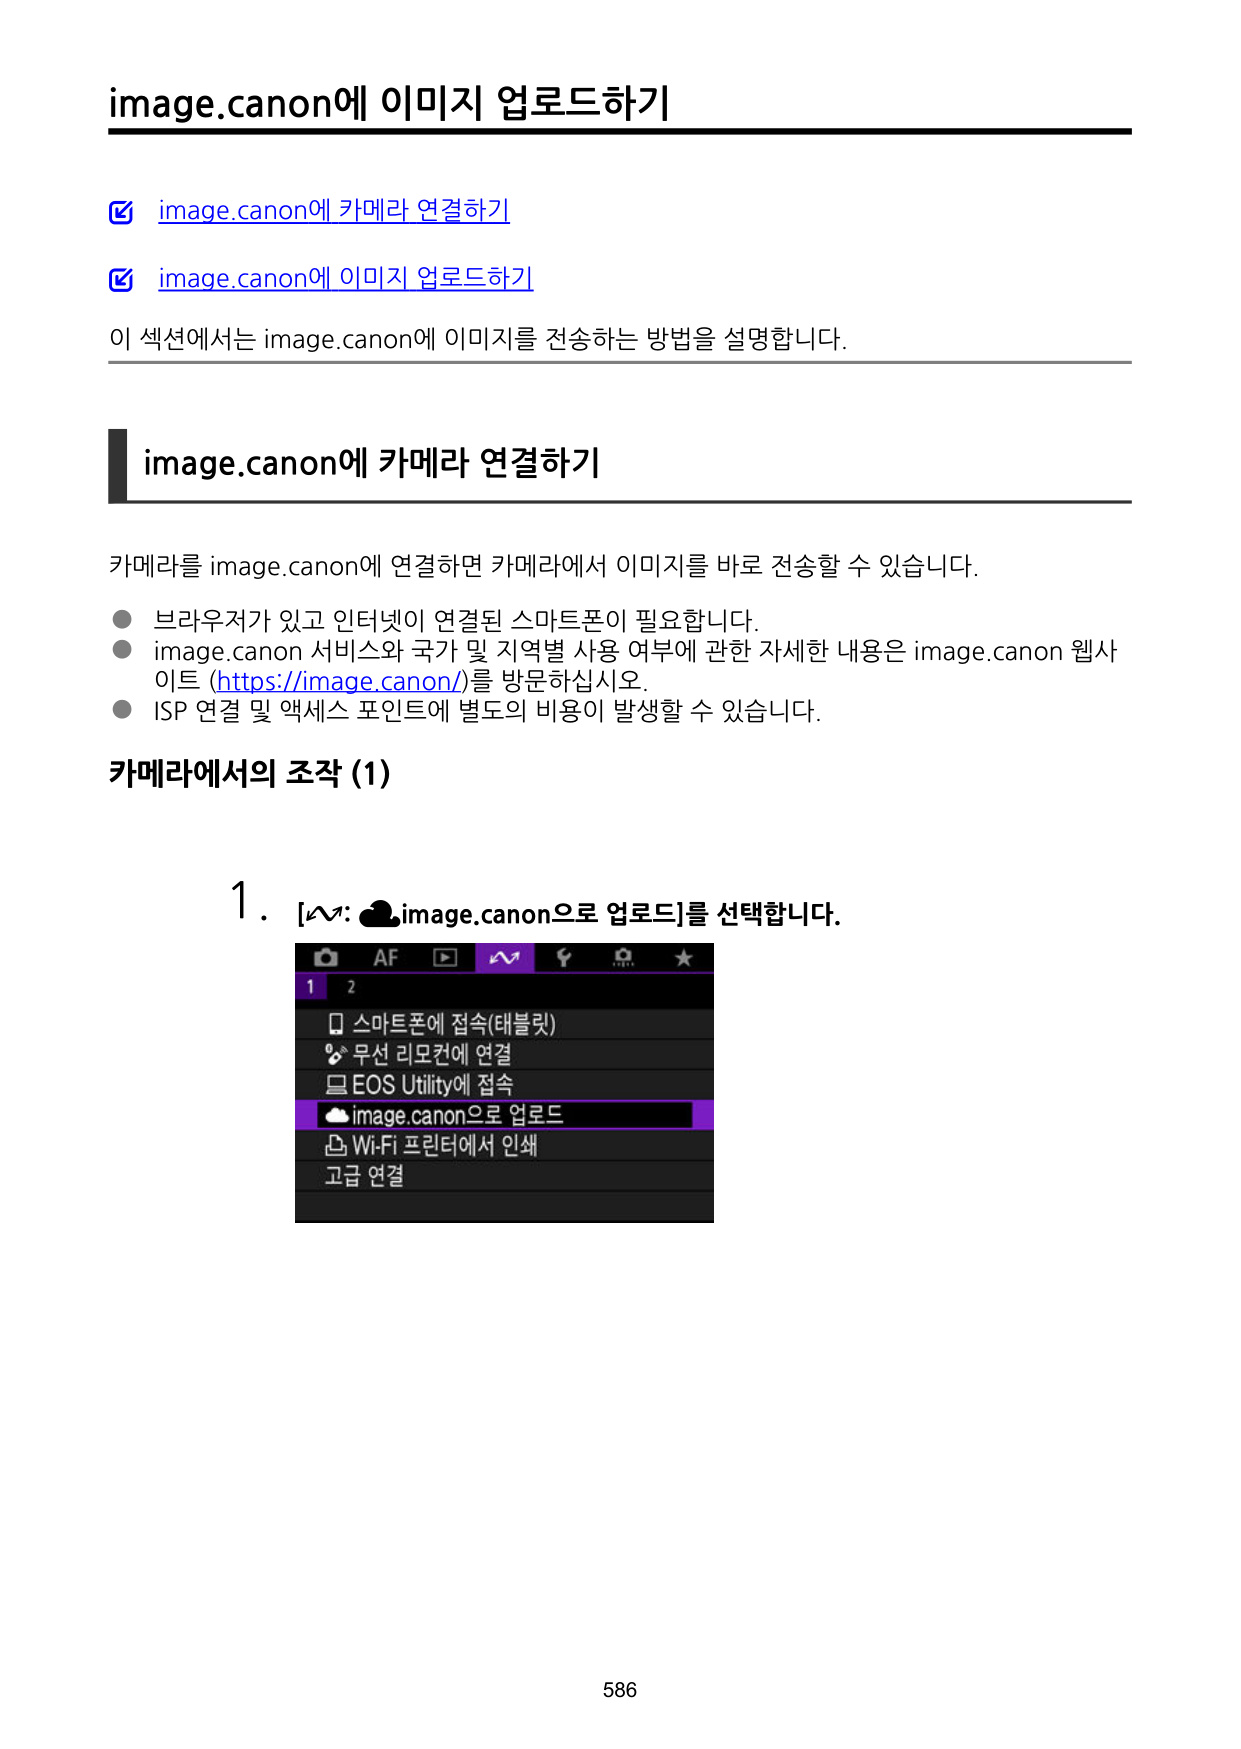 image.canon에 이미지 업로드하기
image.canon에 카메라 연결하기
image.canon에 이미지 업로드하기
이 섹션에서는 image.canon에 이미지를 전송하는 방법을 설명합니다.
image.canon에 카메라 연결하기
카메라를 image.canon에 연결하면 카메라에서 이미지를 바로 전송할 수 있습니다.
● 브라우저가 있고 인터넷이 연결된 스마트폰이 필요합니다.
● image.canon 서비스와 국가 및 지역별 사용 여부에 관한 자세한 내용은 image.canon 웹사
이트 (https://image.canon/)를 방문하십시오.
● ISP 연결 및 액세스 포인트에 별도의 비용이 발생할 수 있습니다.
카메라에서의 조작 (1)
1. [: image.canon으로 업로드]를 선택합니다.
AF
1 2
스마트폰에 접속(태블릿)
무선 리모컨에 연결
EOS Utility에 접속
image.canon으로 업로드
Wi-Fi 프린터에서 인쇄
고급 연결
586